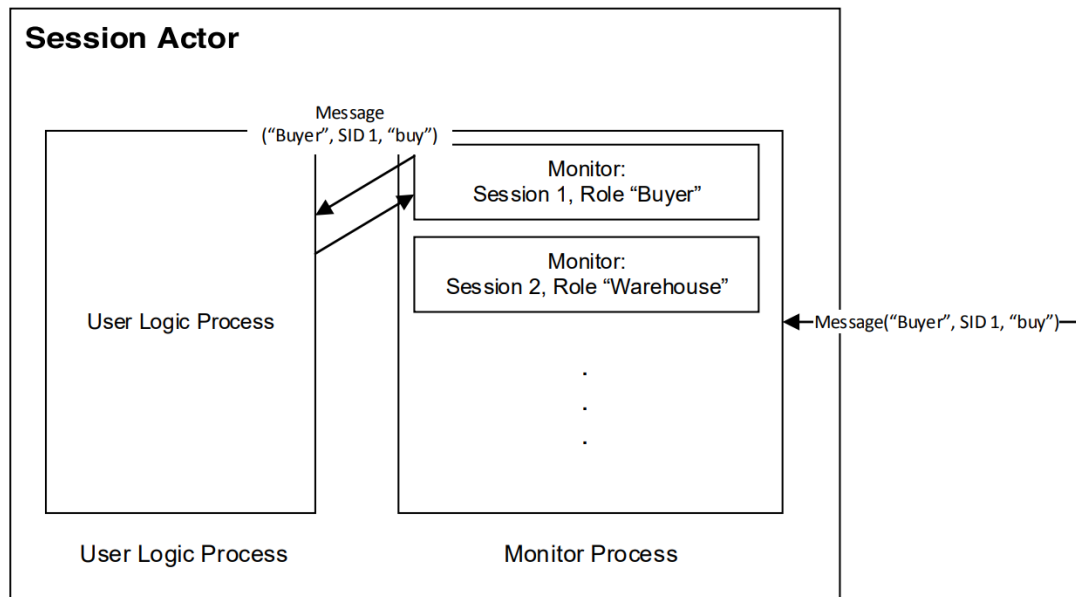 Session Actor
Message
(“Buyer”, SID 1, “buy”)
Monitor:
Session 1, Role “Buyer”
Monitor:
Session 2, Role “Warehouse”
User Logic Process
Message(“Buyer”, SID 1, “buy”)
.
.
.
User Logic Process
Monitor Process